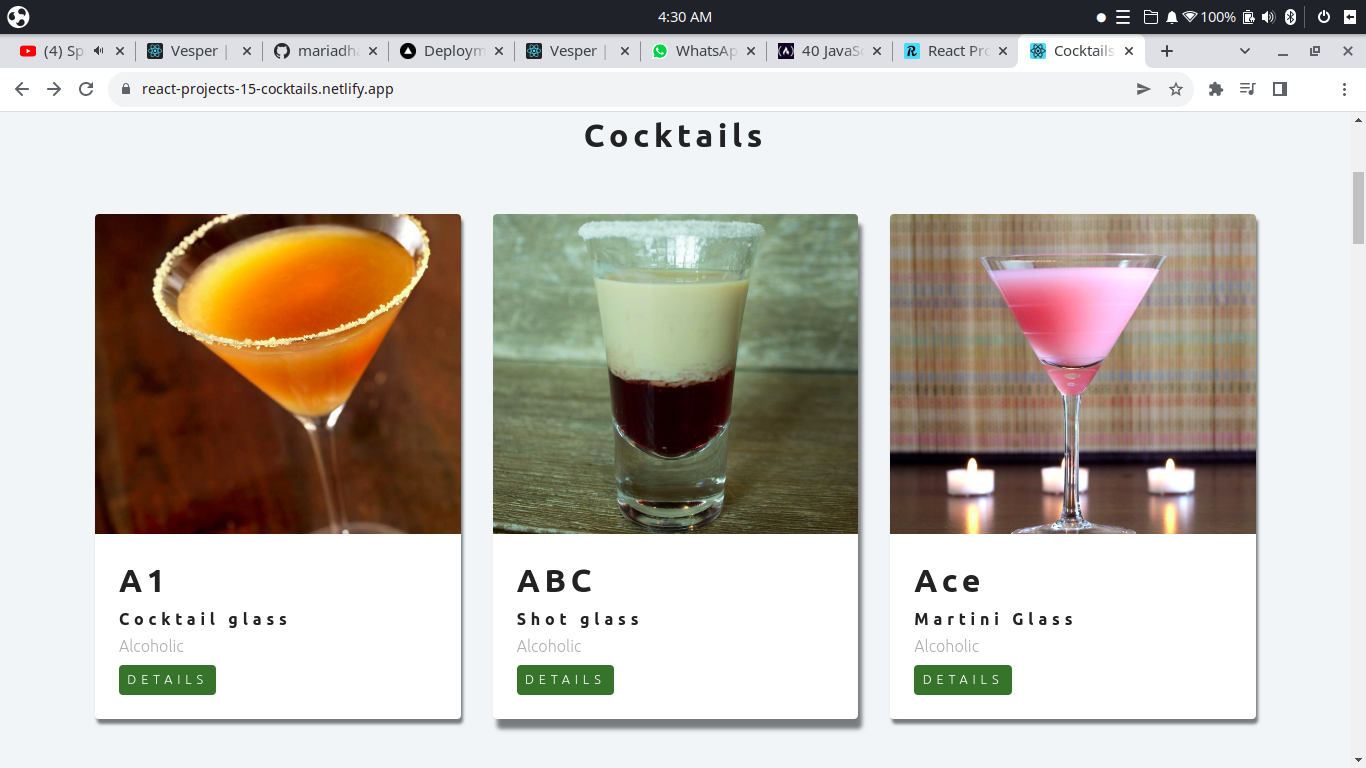 4:30 AM
100%
(4) Sp
Vesper |
mariadh
Deploym
Vesper |
WhatsAp
40 JavaSc
React Pro
Cocktails
react-projects-15-cocktails.netlify.app
Cocktails
A1
Cocktail glass
Alcoholic
DETAILS
ABC
Shot glass
Alcoholic
DETAILS
Ace
Martini Glass
Alcoholic
DETAILS